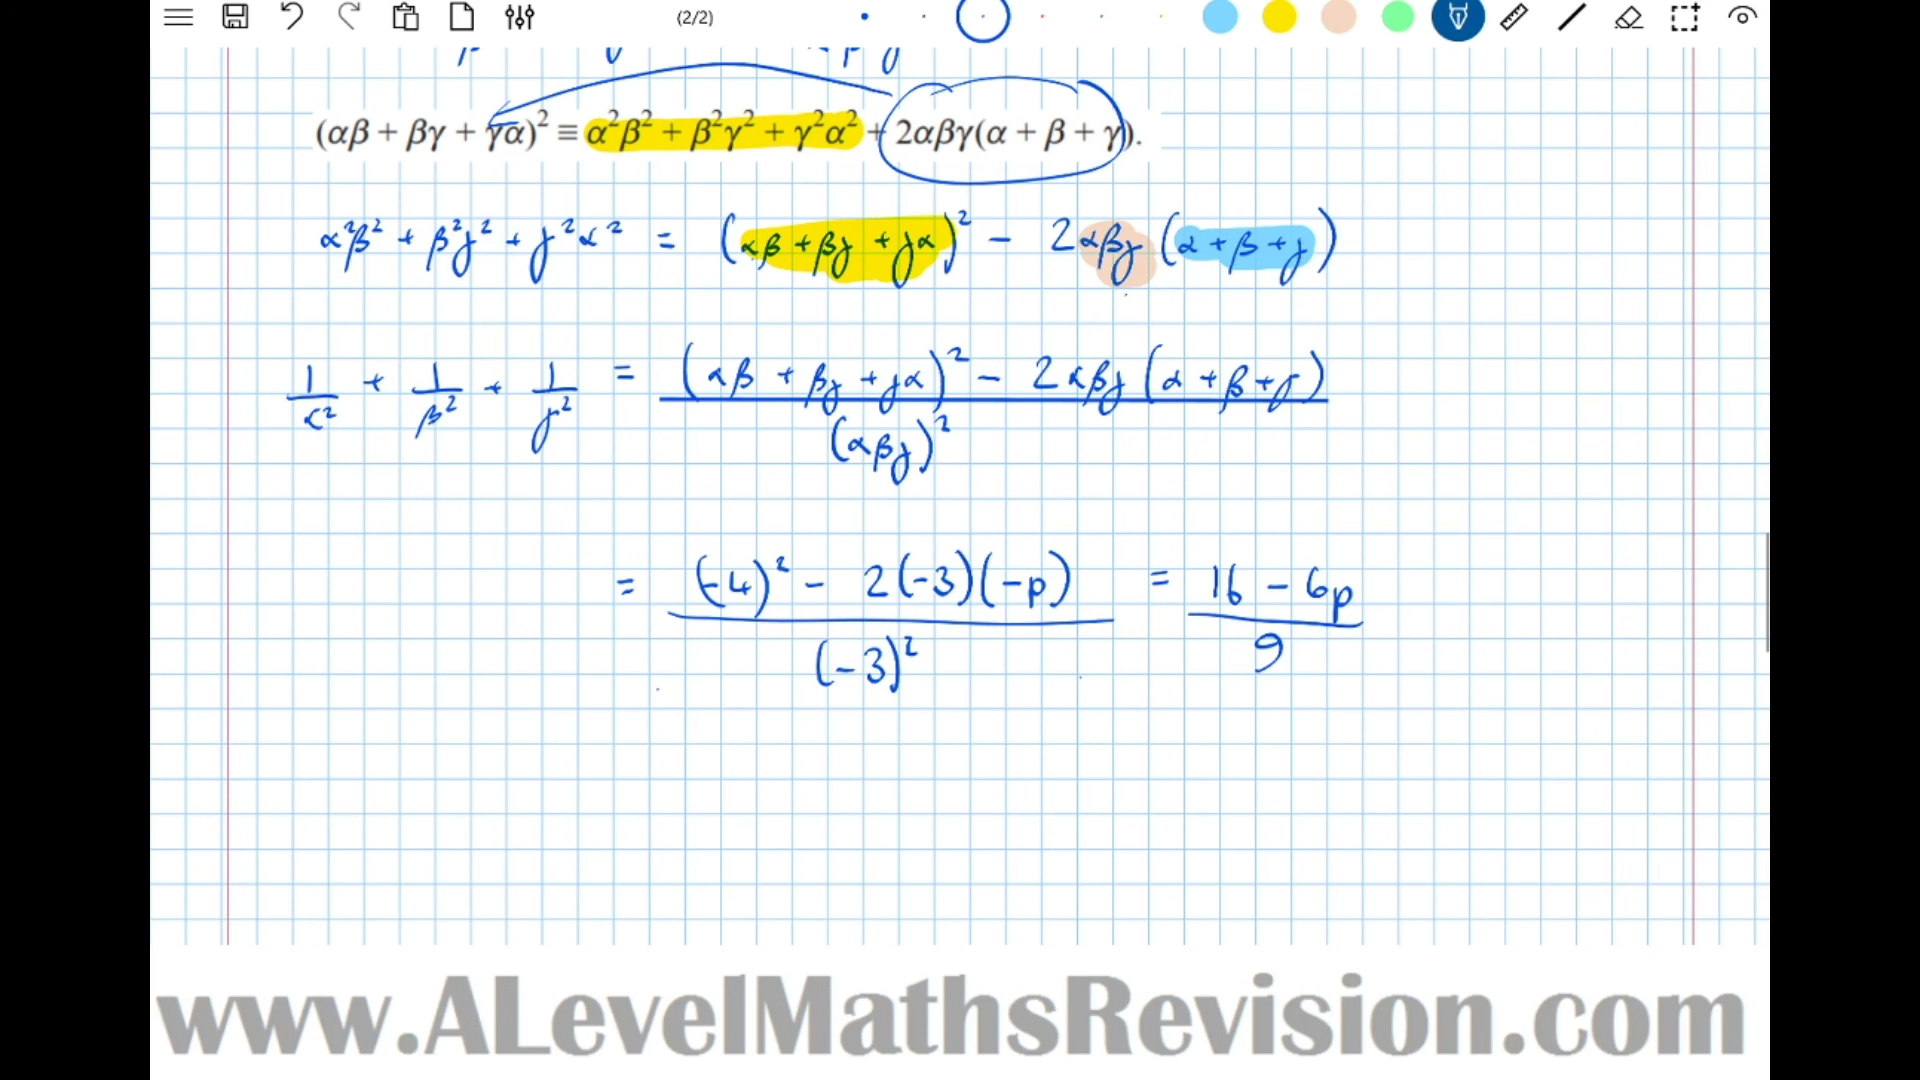 (2/2)
(αβ + βγ + γα)² ≡ α²β² + β²γ² + γ²α² + 2αβγ(α + β + γ).
α²β² + β²γ² + γ²α² = (αβ + βγ + γα)² − 2αβγ (α + β + γ)
1/α² + 1/β² + 1/γ² = ((αβ + βγ + γα)² − 2αβγ (α + β + γ))/(αβγ)²
= ((-4)² − 2(-3)(-p))/(-3)² = (16 − 6p)/9
www.ALevelMathsRevision.com